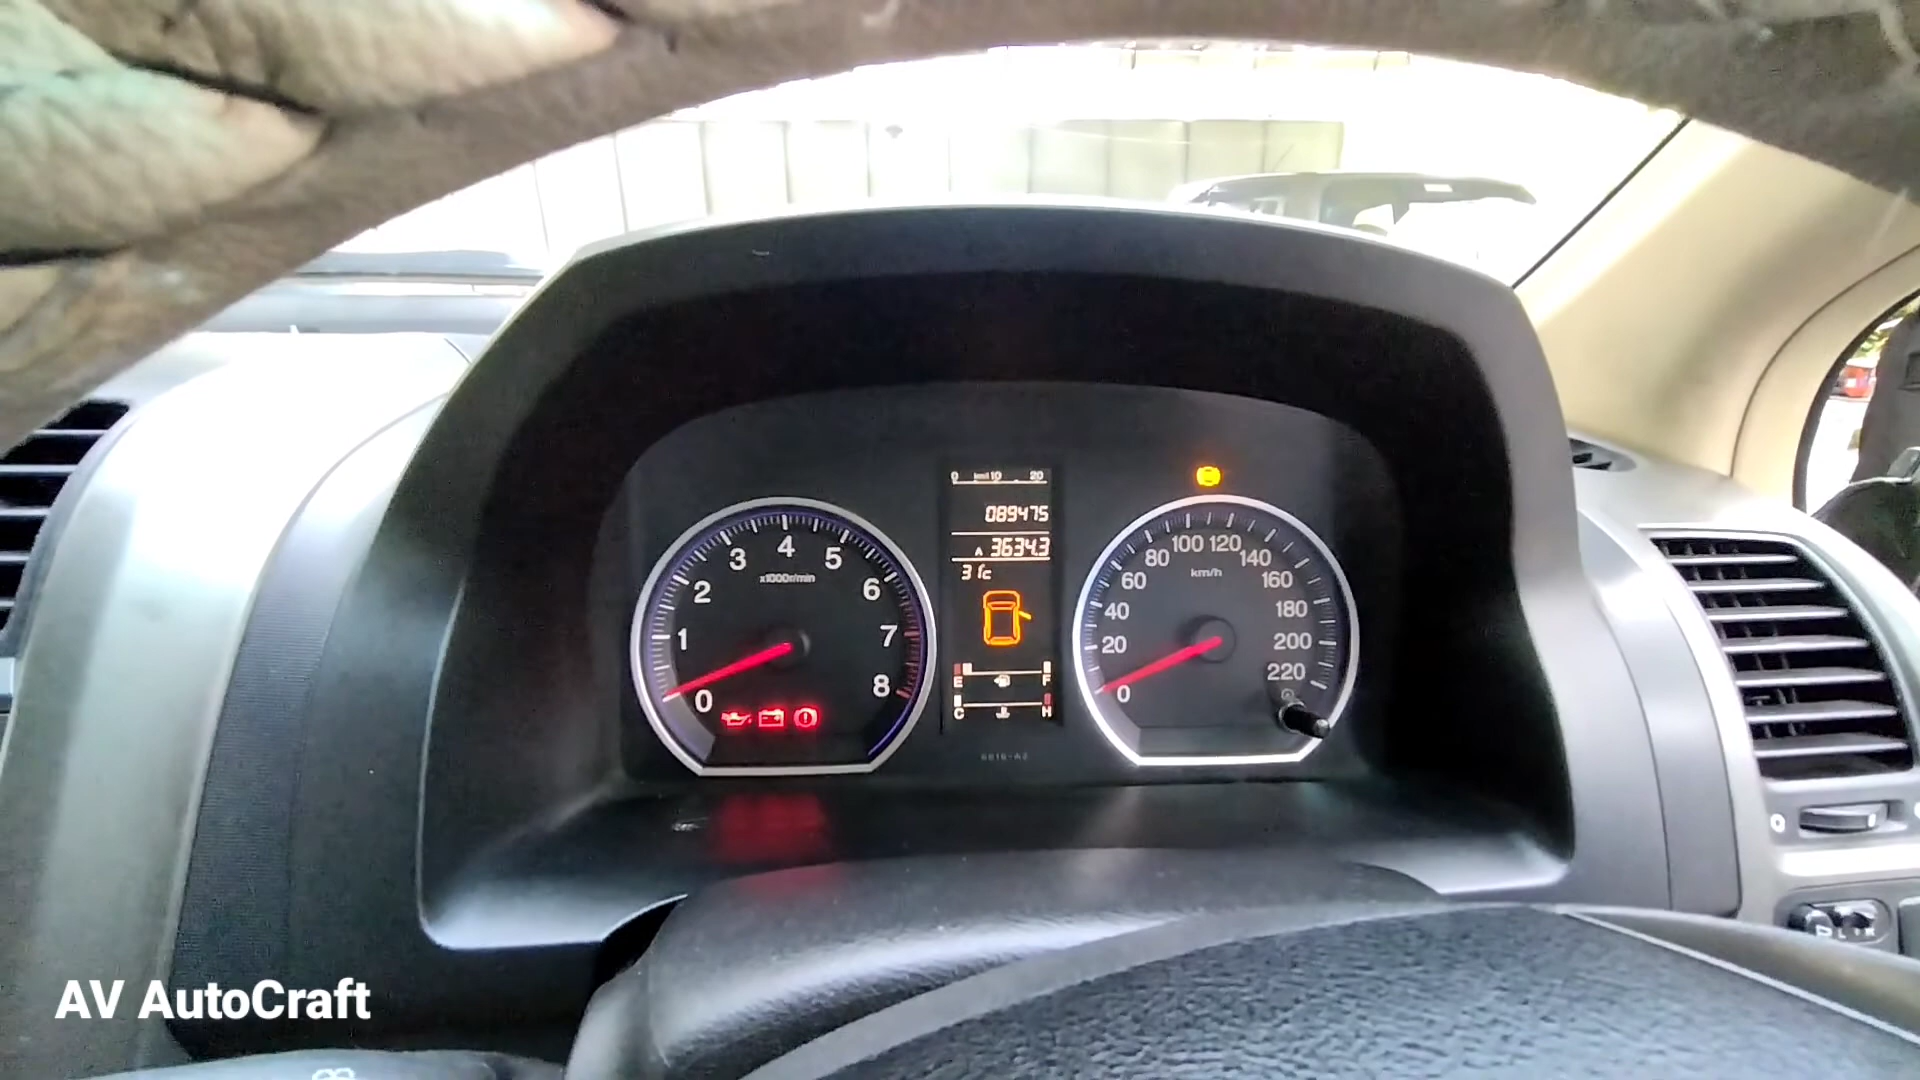 0 km/l 10 20
089475
A 3634.3
31c
E F
C H
0 1 2 3 4 5 6 7 8
x1000r/min
0 20 40 60 80 100 120 140 160 180 200 220
km/h
AV AutoCraft